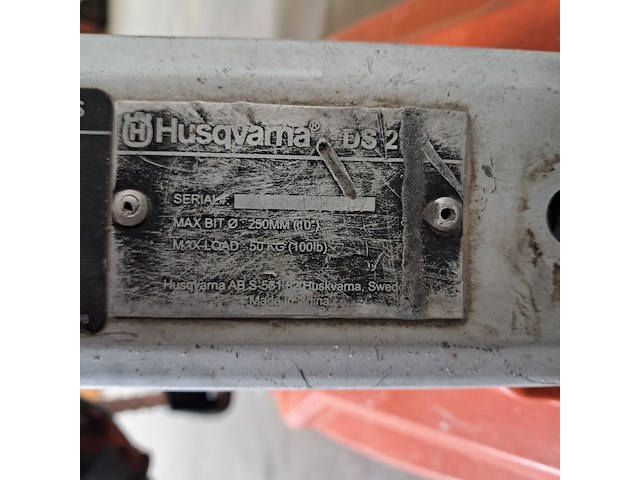 Husqvarna® DS 2
SERIAL#:
MAX BIT Ø : 250MM (10")
MAX LOAD : 50 KG (100lb)
Husqvarna AB S-561 82 Huskvarna, Swede
Made in China
S